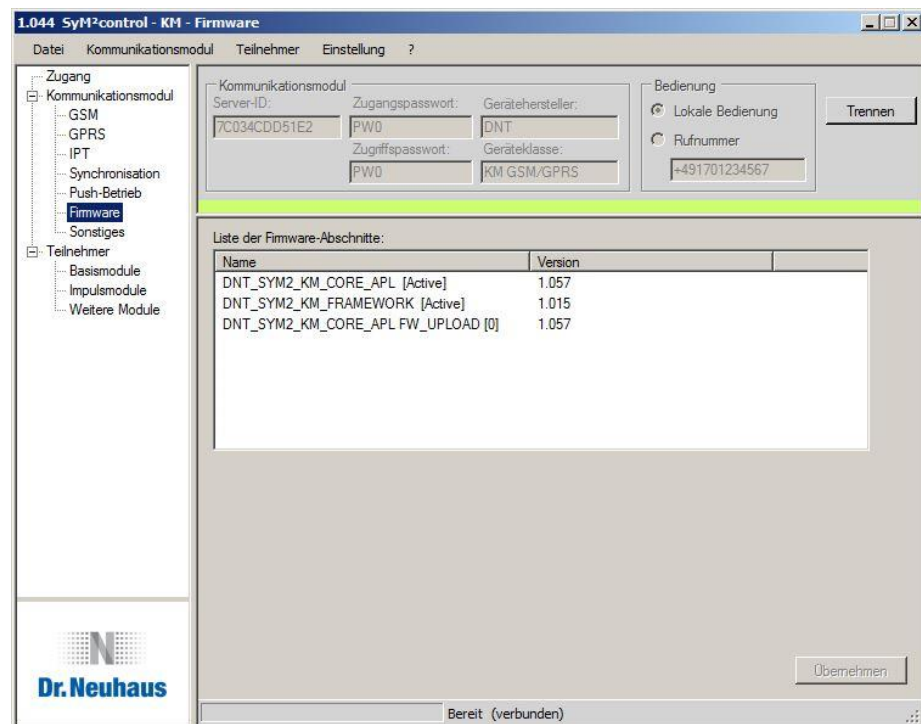 1.044 SyM²control - KM - Firmware
Datei Kommunikationsmodul Teilnehmer Einstellung ?
Zugang
Kommunikationsmodul
GSM
GPRS
IPT
Synchronisation
Push-Betrieb
Firmware
Sonstiges
Teilnehmer
Basismodule
Impulsmodule
Weitere Module
Kommunikationsmodul
Server-ID: Zugangspasswort: Gerätehersteller:
7C034CDD51E2 PW0 DNT
Zugriffspasswort: Geräteklasse:
PW0 KM GSM/GPRS
Bedienung
Lokale Bedienung
Rufnummer
+491701234567
Trennen
Liste der Firmware-Abschnitte:
Name Version
DNT_SYM2_KM_CORE_APL [Active] 1.057
DNT_SYM2_KM_FRAMEWORK [Active] 1.015
DNT_SYM2_KM_CORE_APL FW_UPLOAD [0] 1.057
Übernehmen
N
Dr.Neuhaus
Bereit (verbunden)